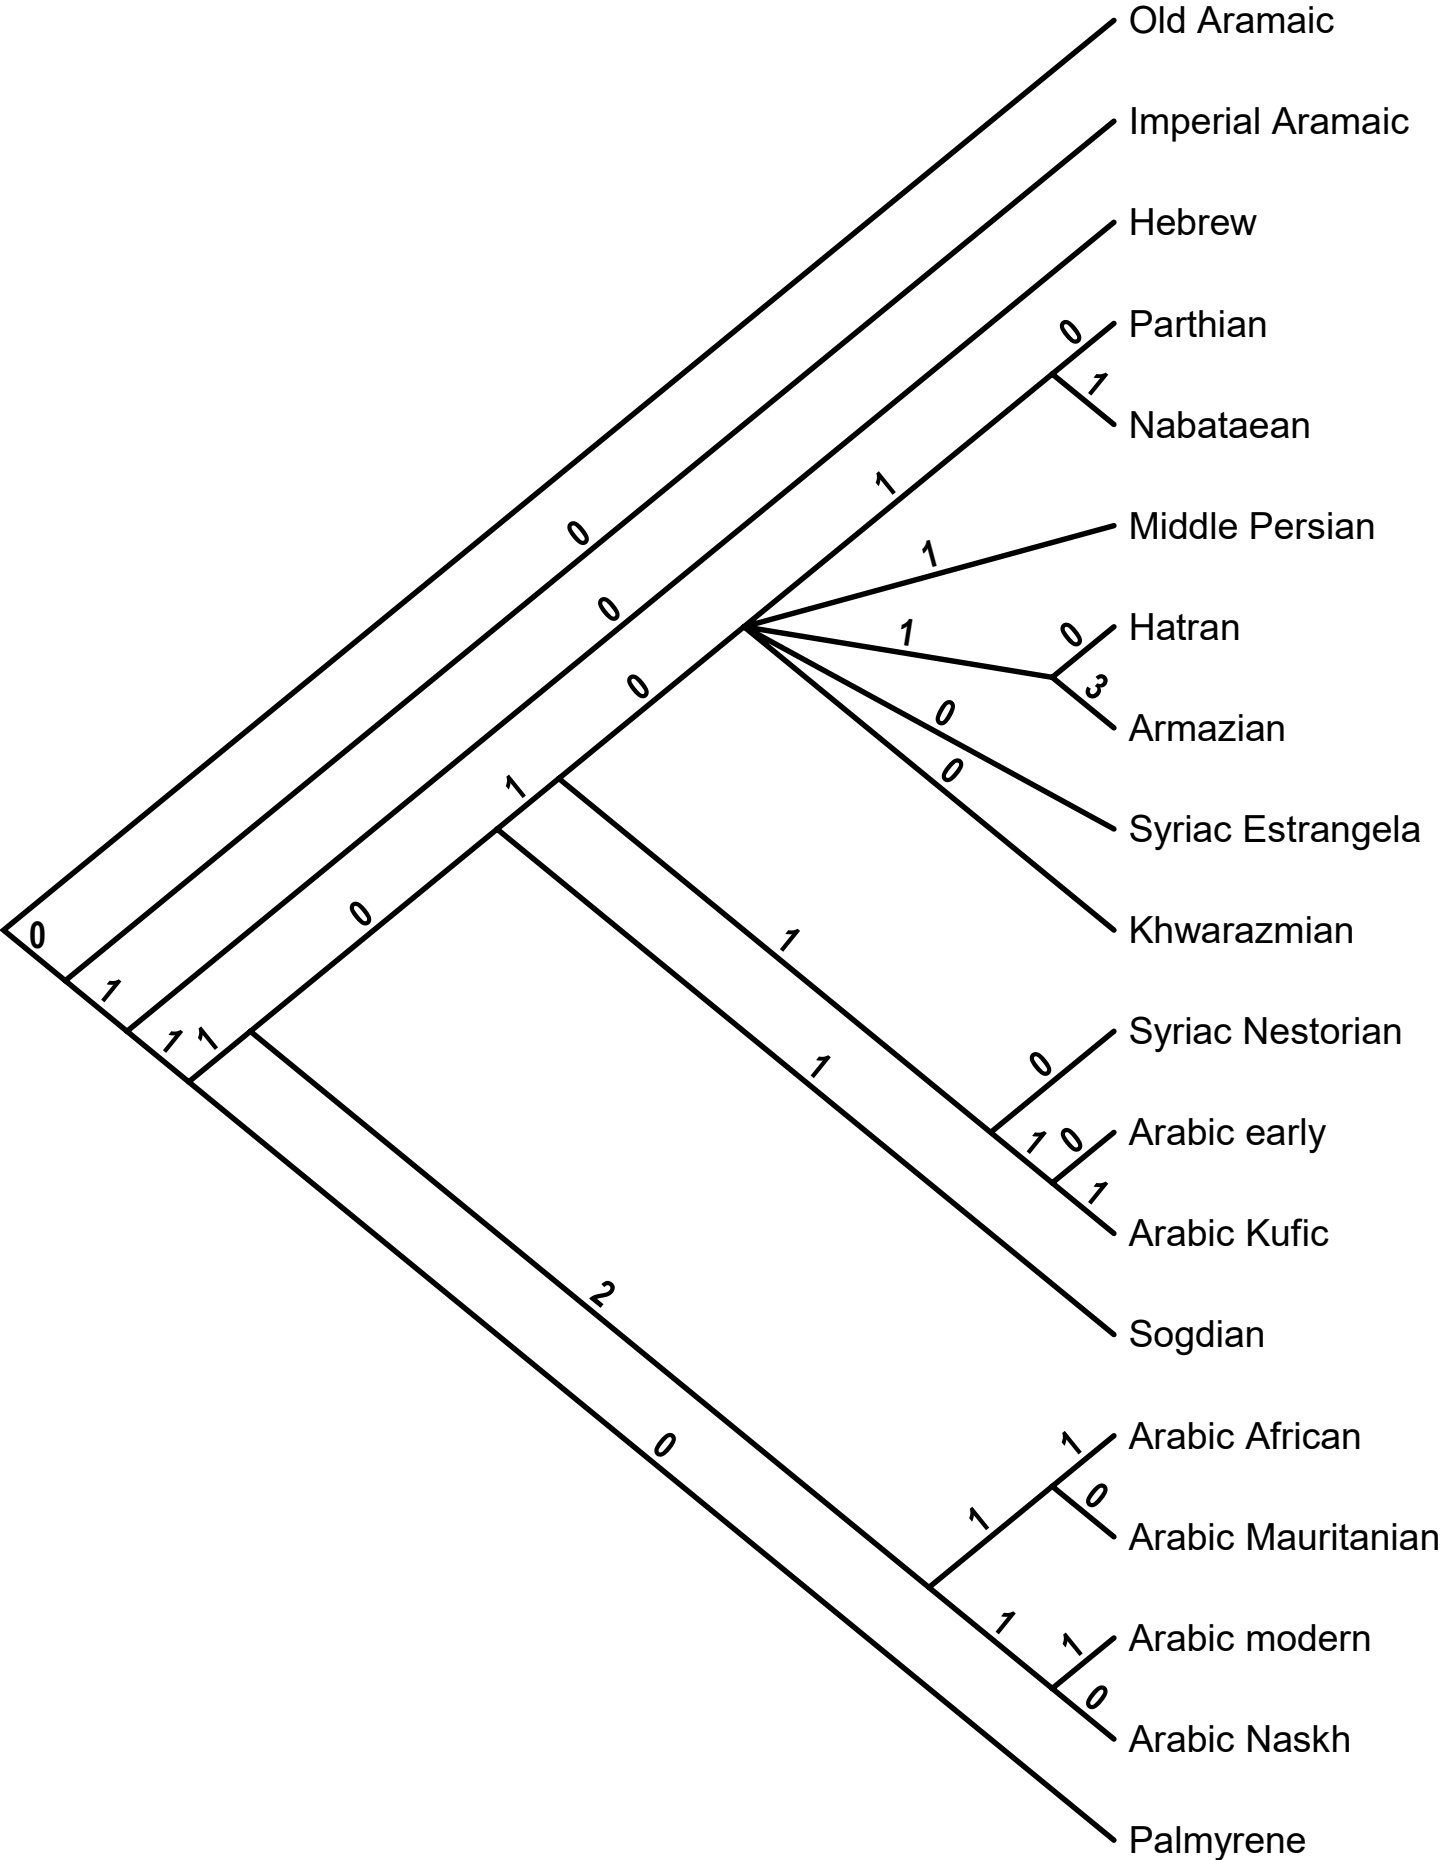 Old Aramaic
Imperial Aramaic
Hebrew
0 Parthian
1
Nabataean
1
Middle Persian
1
0
0 Hatran
1
0
3
Armazian
0
0
Syriac Estrangela
0
1
0
Khwarazmian
0
1
1
Syriac Nestorian
1 1
1
0
0
Arabic early
1
1
Arabic Kufic
2
Sogdian
1
Arabic African
0
1
0
Arabic Mauritanian
1
1
Arabic modern
0
Arabic Naskh
Palmyrene